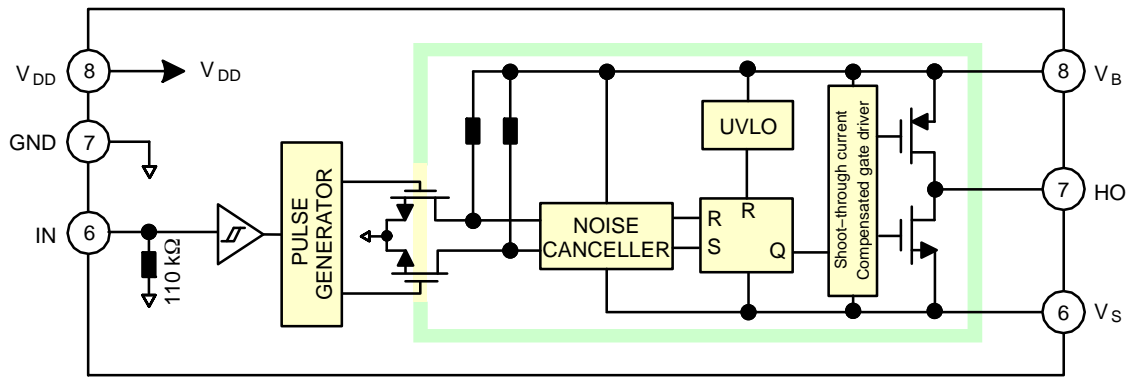 V DD
8
V DD
GND
7
IN
6
110 kΩ
PULSE
GENERATOR
NOISE
CANCELLER
UVLO
R
R
S
Q
Shoot–through current
Compensated gate driver
8
V B
7
HO
6
V S